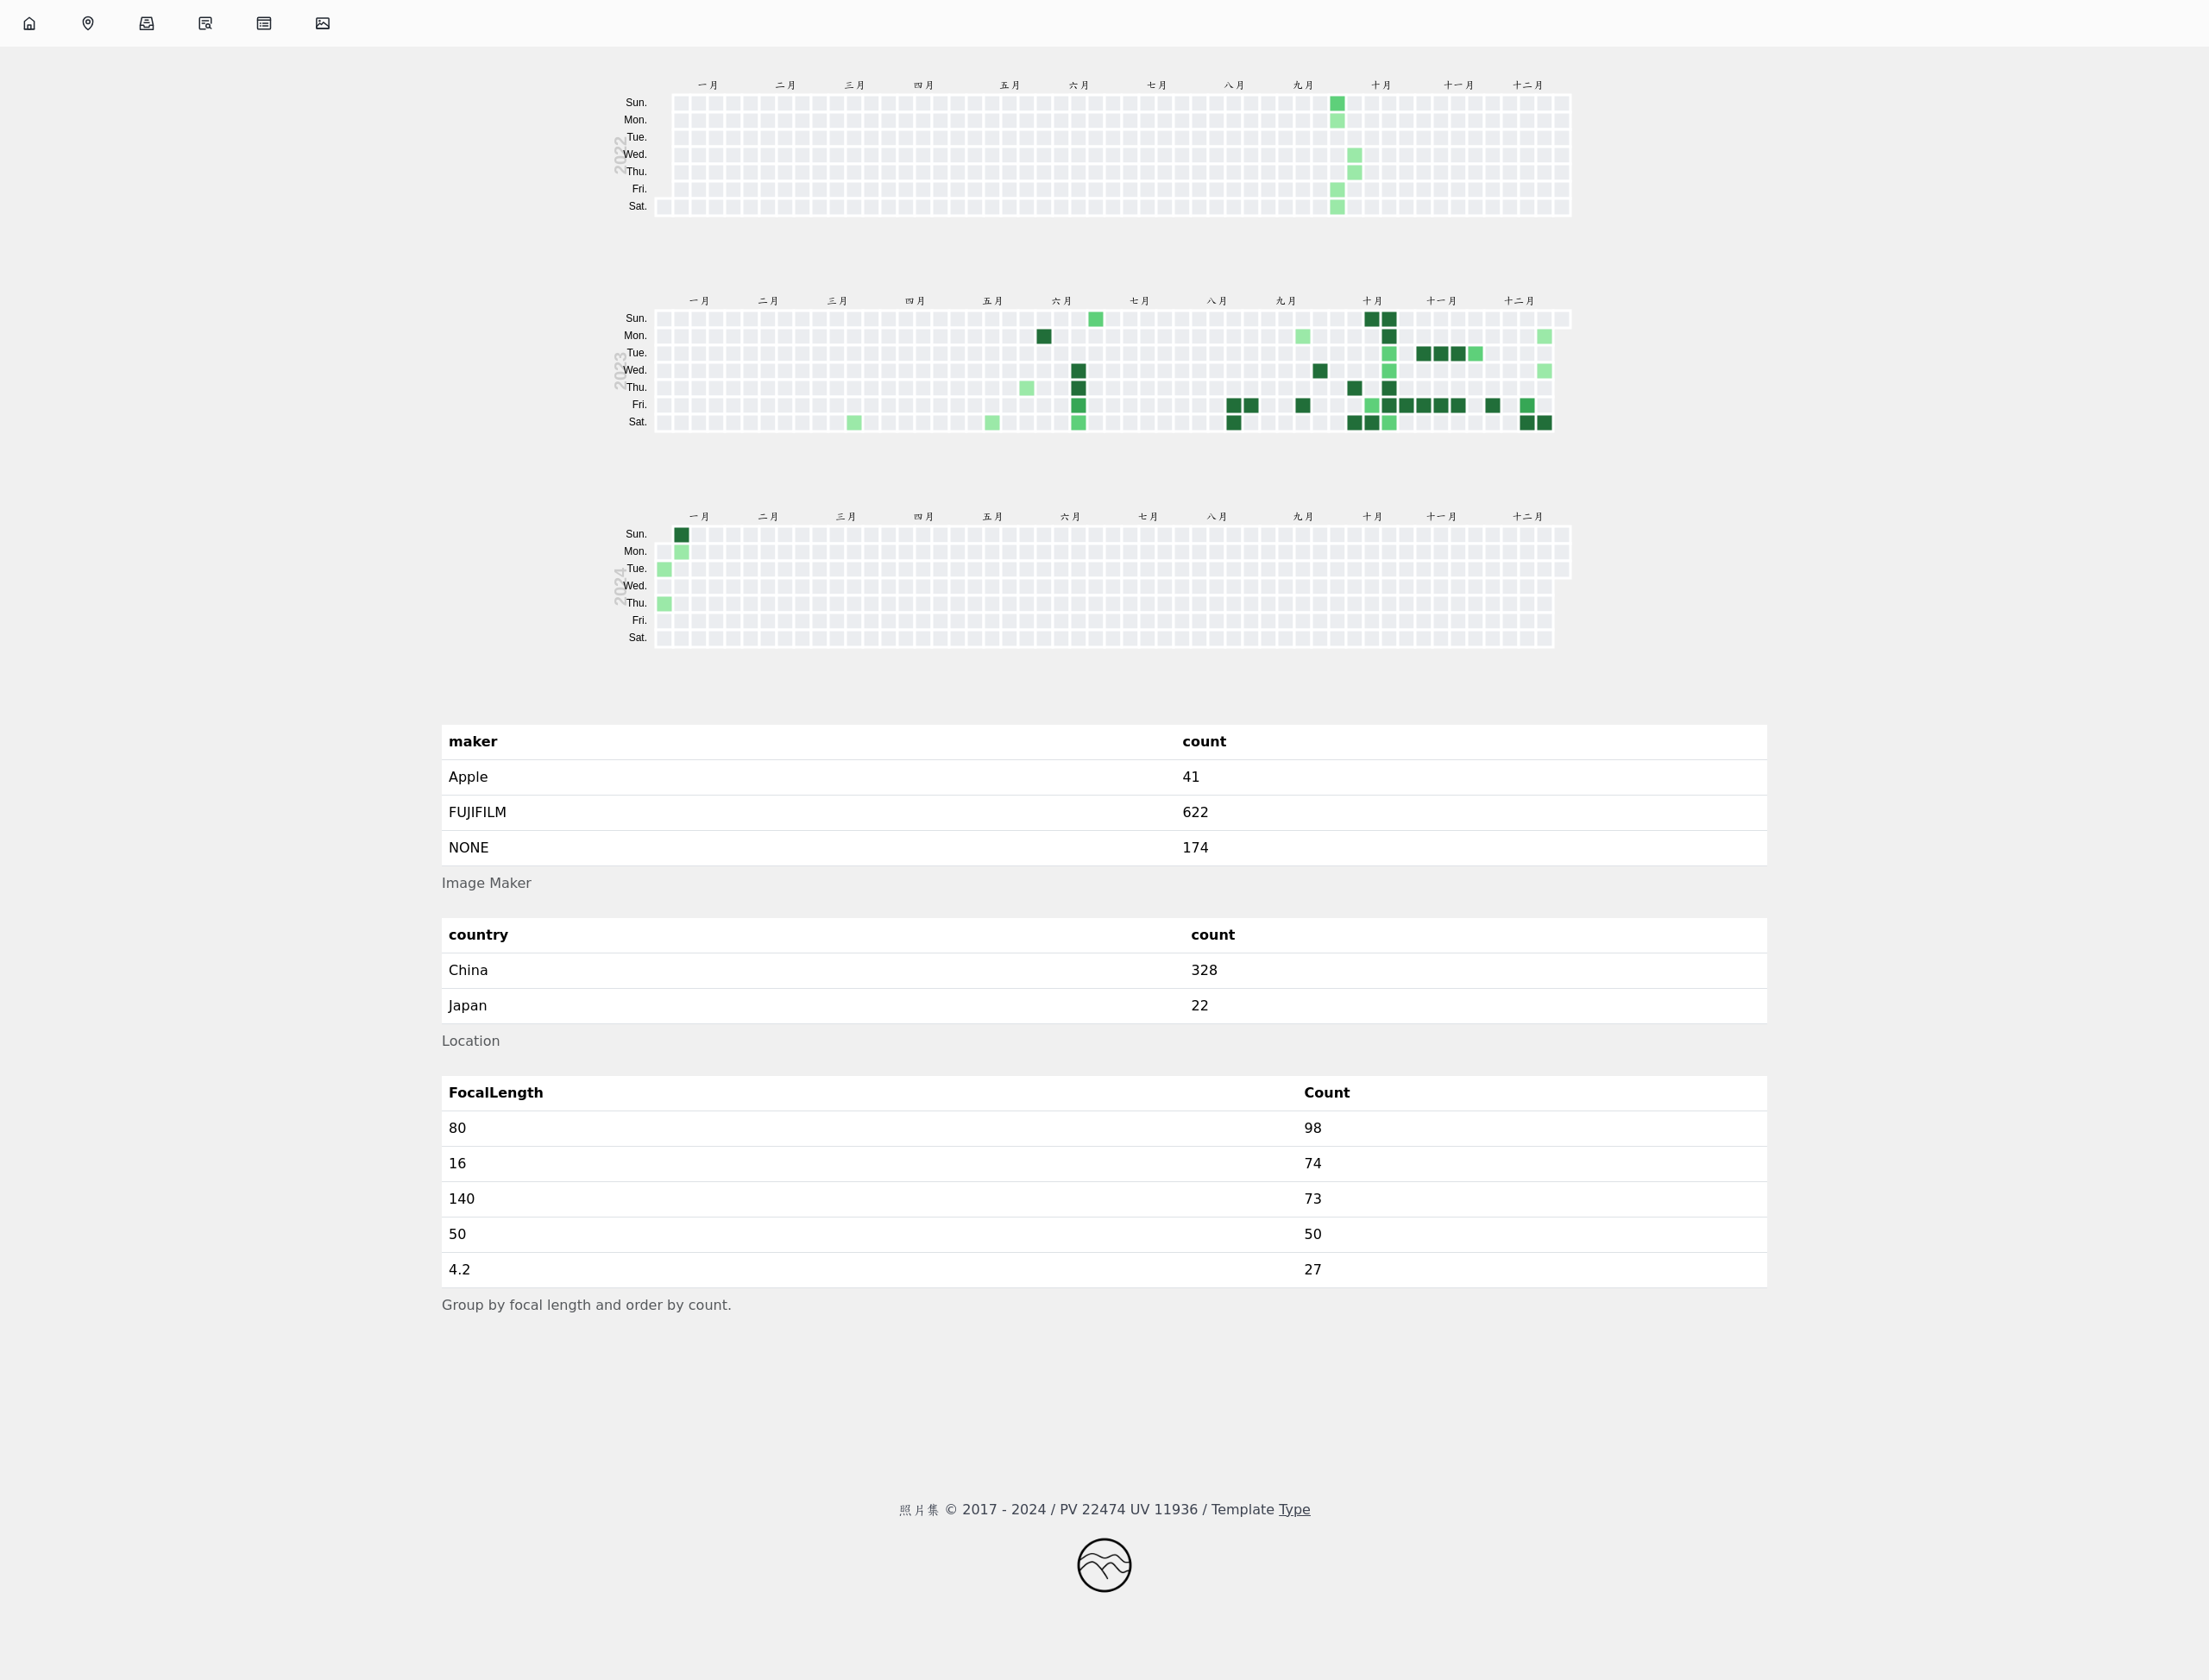 一月 二月 三月 四月 五月 六月 七月 八月 九月 十月 十一月 十二月
2022
Sun.
Mon.
Tue.
Wed.
Thu.
Fri.
Sat.
一月 二月 三月 四月 五月 六月 七月 八月 九月 十月 十一月 十二月
2023
Sun.
Mon.
Tue.
Wed.
Thu.
Fri.
Sat.
一月 二月 三月 四月 五月 六月 七月 八月 九月 十月 十一月 十二月
2024
Sun.
Mon.
Tue.
Wed.
Thu.
Fri.
Sat.
maker count
Apple 41
FUJIFILM 622
NONE 174
Image Maker
country count
China 328
Japan 22
Location
FocalLength Count
80 98
16 74
140 73
50 50
4.2 27
Group by focal length and order by count.
照片集 © 2017 - 2024 / PV 22474 UV 11936 / Template Type